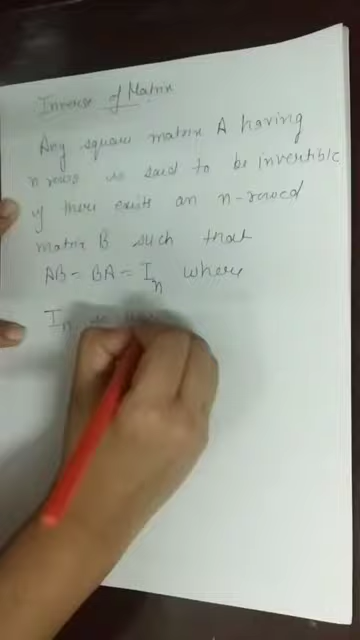 Inverse of Matrix
Any square matrix A having
n rows is said to be invertible
if there exists an n-rowed
matrix B such that
AB = BA = Iₙ where
Iₙ is